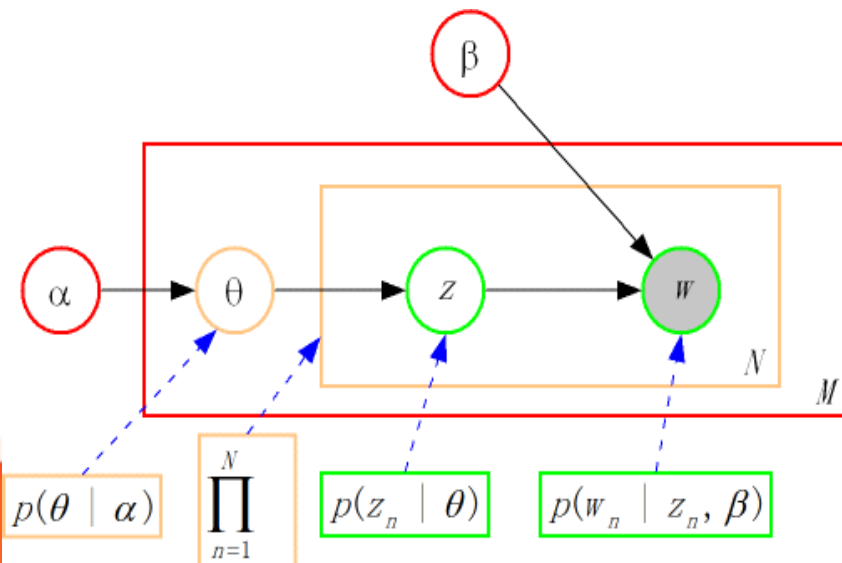 β
α
θ
z
w
N
M
p(θ | α)
N
∏
n=1
p(z_n | θ)
p(w_n | z_n, β)